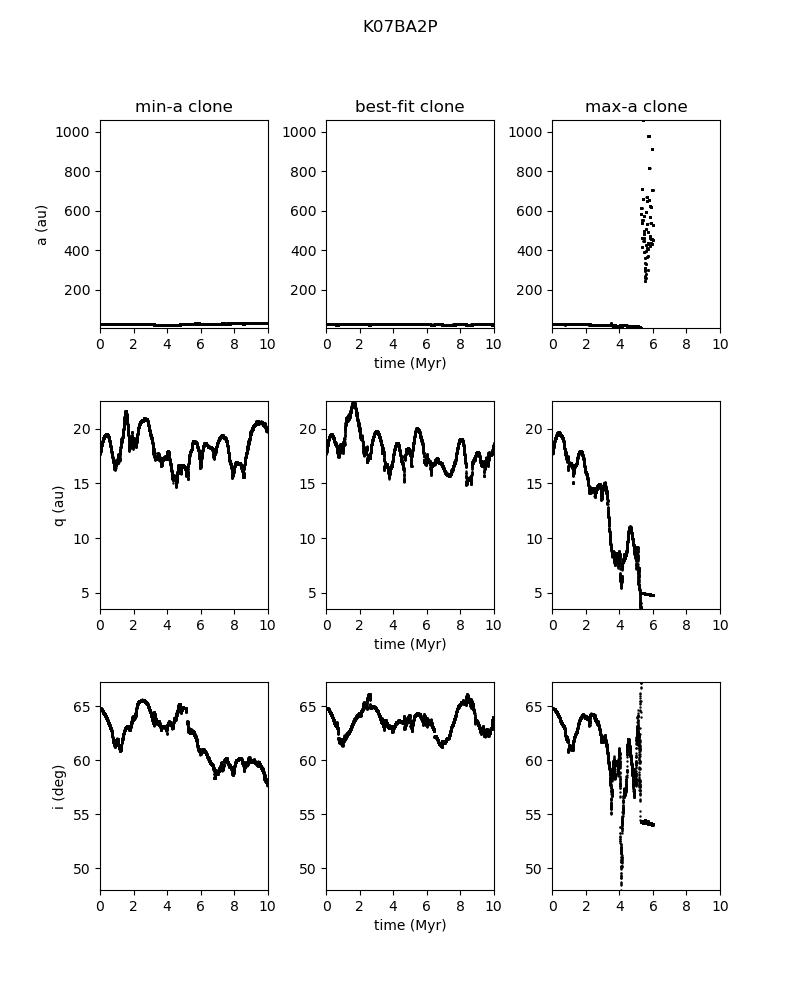 K07BA2P
min-a clone best-fit clone max-a clone
1000 1000 1000
800 800 800
a (au) 600 600 600
400 400 400
200 200 200
0 2 4 6 8 10 0 2 4 6 8 10 0 2 4 6 8 10
time (Myr)
20 20 20
15 15 15
q (au) 10 10 10
5 5 5
0 2 4 6 8 10 0 2 4 6 8 10 0 2 4 6 8 10
time (Myr)
65 65 65
60 60 60
i (deg) 55 55 55
50 50 50
0 2 4 6 8 10 0 2 4 6 8 10 0 2 4 6 8 10
time (Myr)